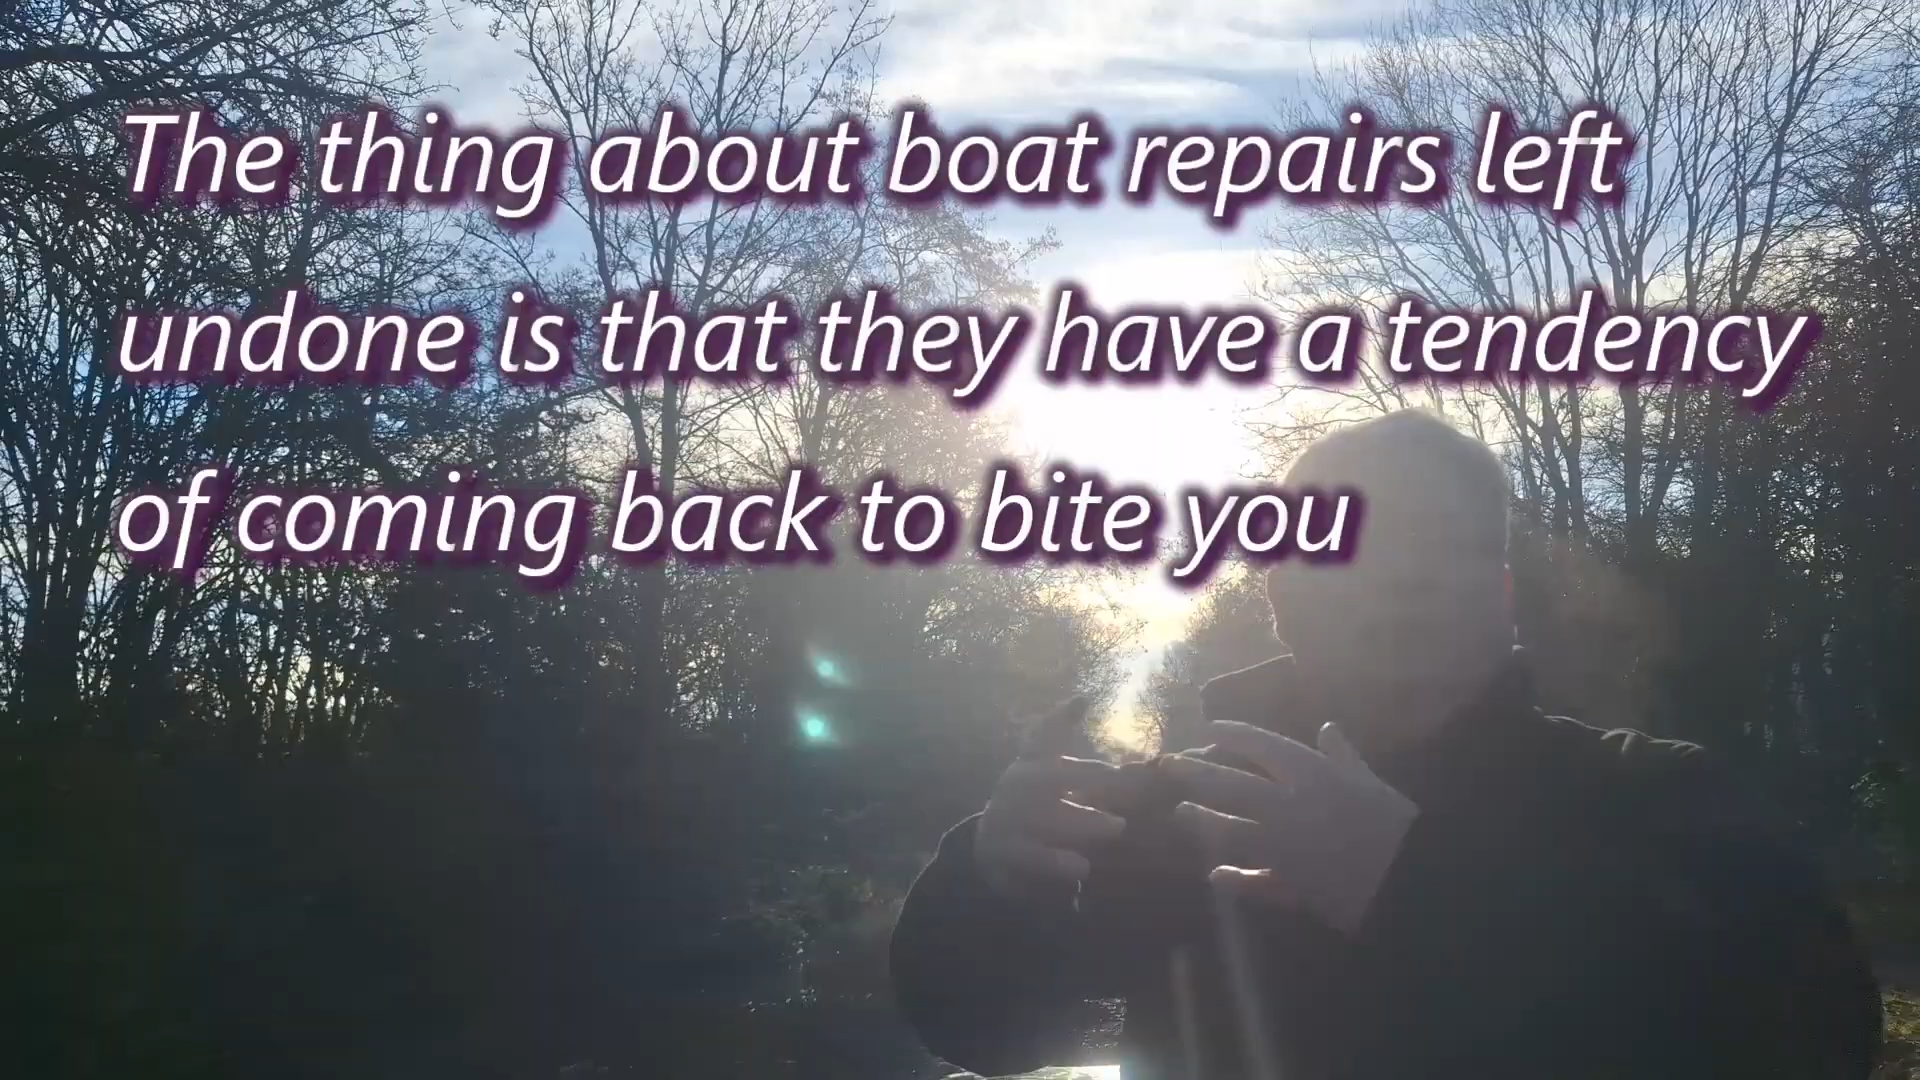 The thing about boat repairs left
undone is that they have a tendency
of coming back to bite you